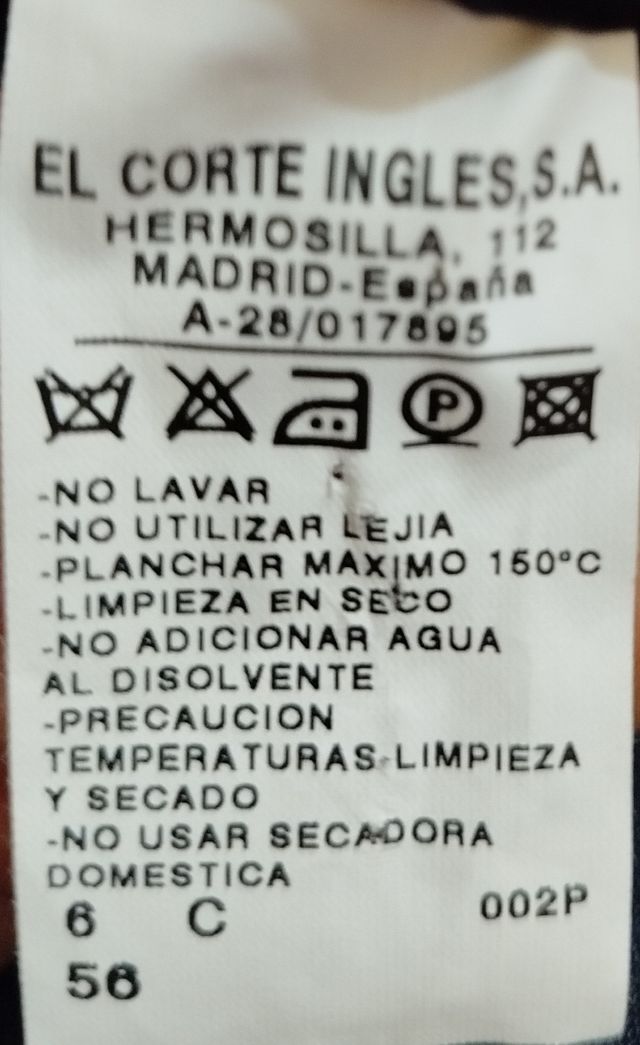 EL CORTE INGLES,S.A.
HERMOSILLA, 112
MADRID-España
A-28/017895
P
-NO LAVAR
-NO UTILIZAR LEJIA
-PLANCHAR MAXIMO 150°C
-LIMPIEZA EN SECO
-NO ADICIONAR AGUA
AL DISOLVENTE
-PRECAUCION
TEMPERATURAS-LIMPIEZA
Y SECADO
-NO USAR SECADORA
DOMESTICA
6 C 002P
56